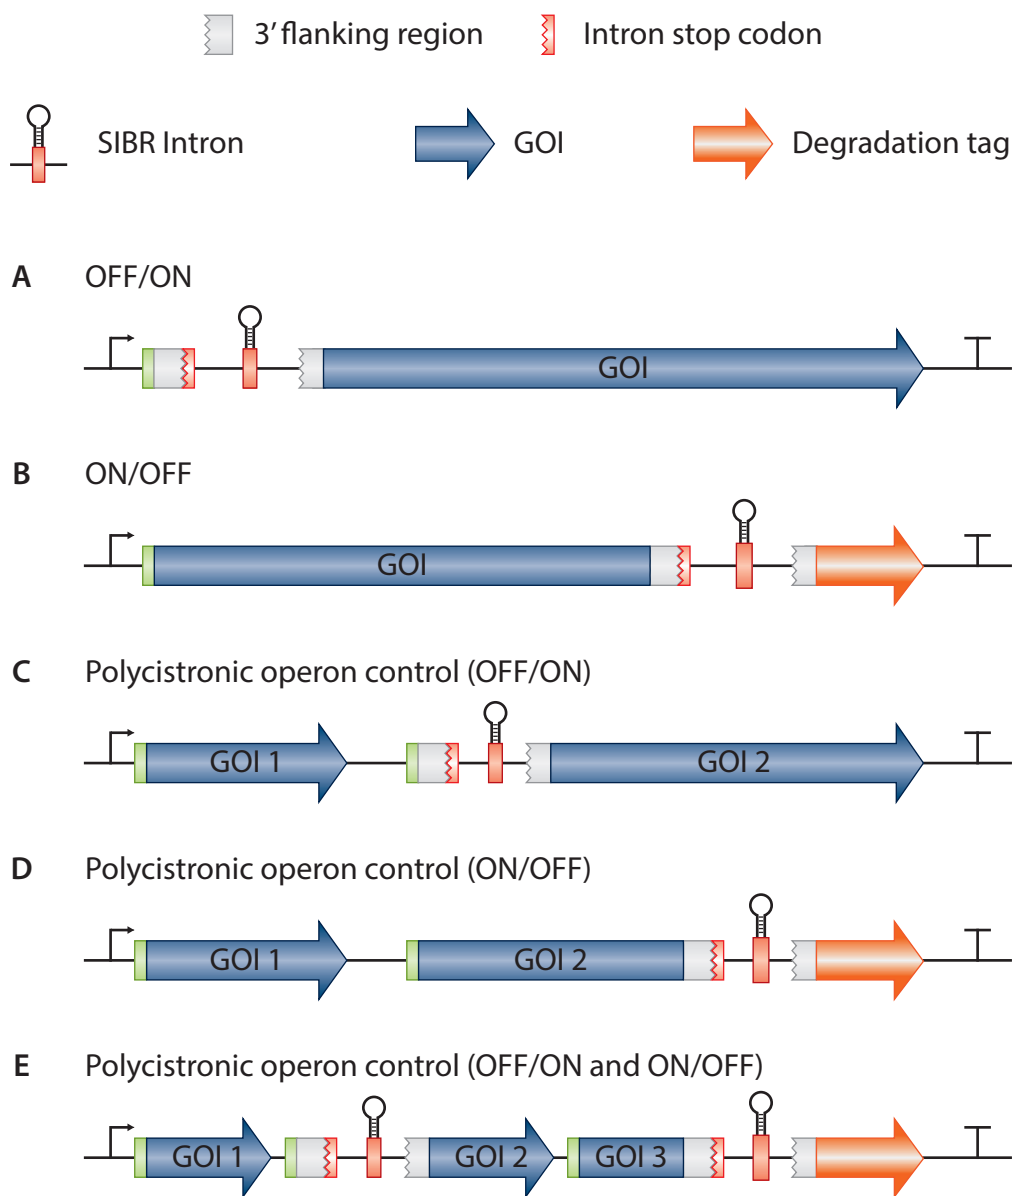 3’ flanking region
Intron stop codon
SIBR Intron
GOI
Degradation tag
A OFF/ON
GOI
B ON/OFF
GOI
C Polycistronic operon control (OFF/ON)
GOI 1
GOI 2
D Polycistronic operon control (ON/OFF)
GOI 1
GOI 2
E Polycistronic operon control (OFF/ON and ON/OFF)
GOI 1
GOI 2
GOI 3